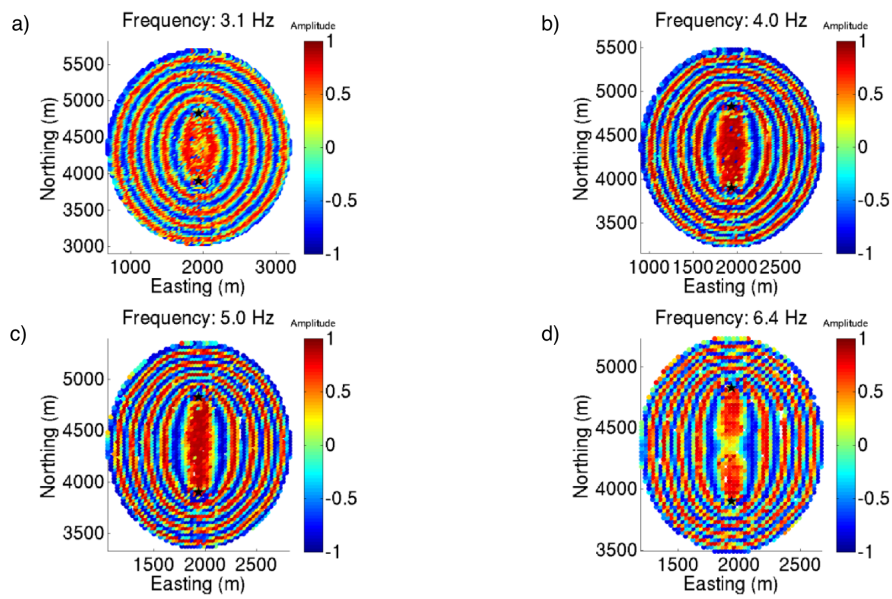 a)
Frequency: 3.1 Hz
Amplitude
5500
5000
4500
4000
3500
3000
Northing (m)
1000 2000 3000
Easting (m)
1
0.5
0
-0.5
-1
b)
Frequency: 4.0 Hz
Amplitude
5000
4500
4000
3500
Northing (m)
1000 1500 2000 2500
Easting (m)
1
0.5
0
-0.5
-1
c)
Frequency: 5.0 Hz
Amplitude
5000
4500
4000
3500
Northing (m)
1500 2000 2500
Easting (m)
1
0.5
0
-0.5
-1
d)
Frequency: 6.4 Hz
Amplitude
5000
4500
4000
3500
Northing (m)
1500 2000 2500
Easting (m)
1
0.5
0
-0.5
-1